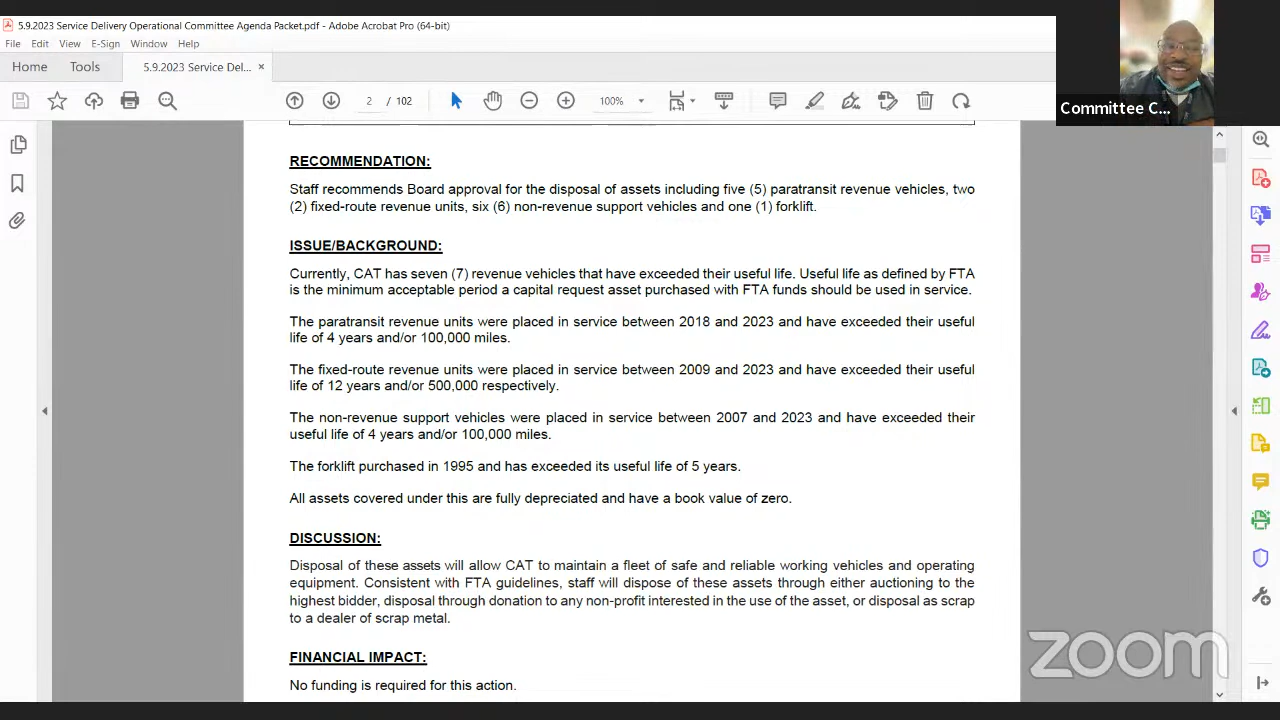 5.9.2023 Service Delivery Operational Committee Agenda Packet.pdf - Adobe Acrobat Pro (64-bit)
File Edit View E-Sign Window Help
Home Tools 5.9.2023 Service Del... ×
2 / 102 100%
Committee C...
RECOMMENDATION:
Staff recommends Board approval for the disposal of assets including five (5) paratransit revenue vehicles, two
(2) fixed-route revenue units, six (6) non-revenue support vehicles and one (1) forklift.
ISSUE/BACKGROUND:
Currently, CAT has seven (7) revenue vehicles that have exceeded their useful life. Useful life as defined by FTA
is the minimum acceptable period a capital request asset purchased with FTA funds should be used in service.
The paratransit revenue units were placed in service between 2018 and 2023 and have exceeded their useful
life of 4 years and/or 100,000 miles.
The fixed-route revenue units were placed in service between 2009 and 2023 and have exceeded their useful
life of 12 years and/or 500,000 respectively.
The non-revenue support vehicles were placed in service between 2007 and 2023 and have exceeded their
useful life of 4 years and/or 100,000 miles.
The forklift purchased in 1995 and has exceeded its useful life of 5 years.
All assets covered under this are fully depreciated and have a book value of zero.
DISCUSSION:
Disposal of these assets will allow CAT to maintain a fleet of safe and reliable working vehicles and operating
equipment. Consistent with FTA guidelines, staff will dispose of these assets through either auctioning to the
highest bidder, disposal through donation to any non-profit interested in the use of the asset, or disposal as scrap
to a dealer of scrap metal.
FINANCIAL IMPACT:
No funding is required for this action.
zoom